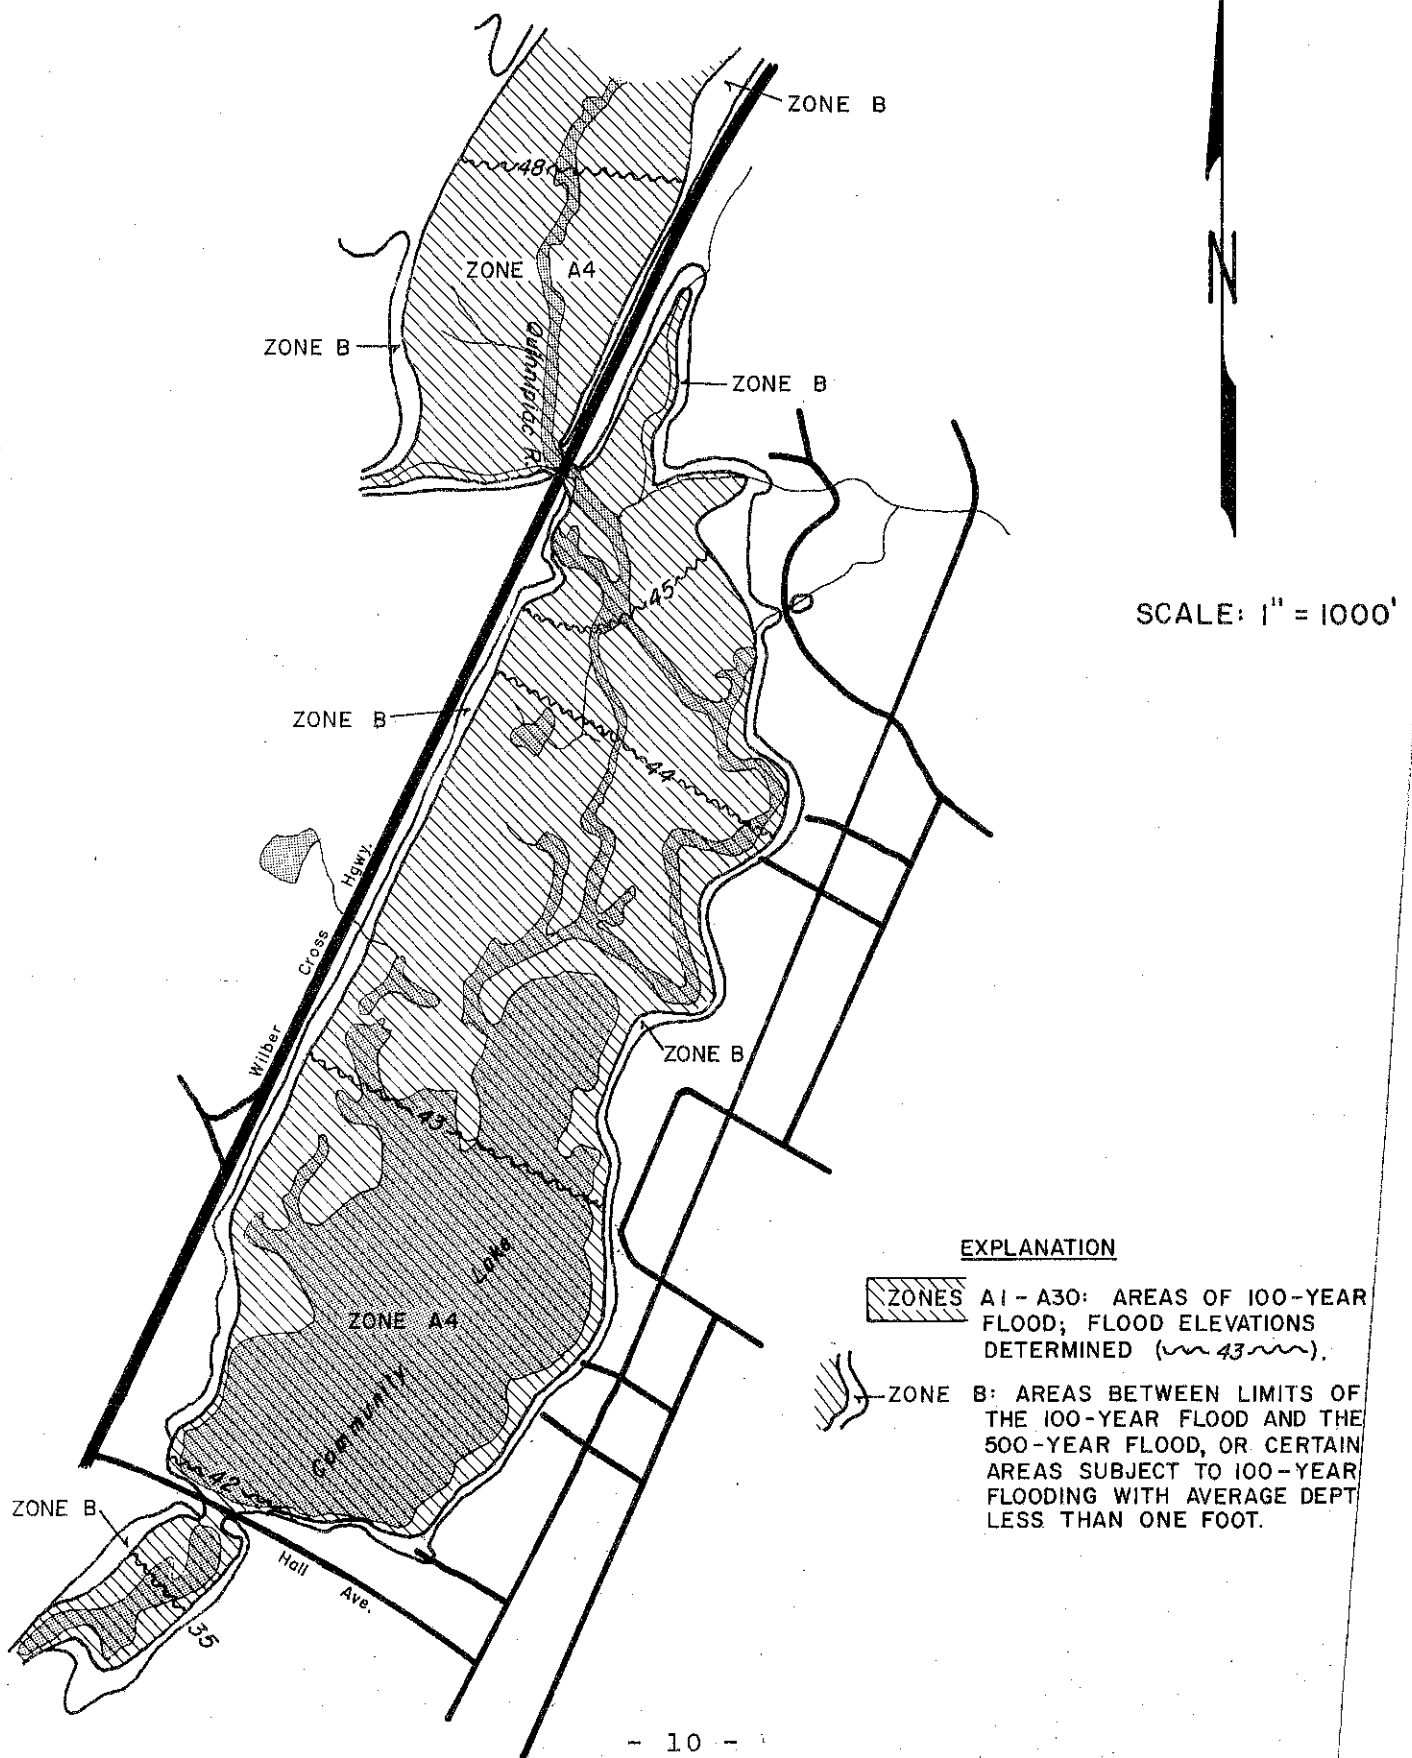 ZONE B
48
ZONE A4
N
Quinnipiac R.
ZONE B
ZONE B
45
SCALE: 1" = 1000'
ZONE B
44
Wilber Cross Hgwy.
ZONE B
43
Community Lake
ZONE A4
EXPLANATION
ZONES A1 - A30: AREAS OF 100-YEAR
FLOOD; FLOOD ELEVATIONS
DETERMINED (43).
ZONE B: AREAS BETWEEN LIMITS OF
THE 100-YEAR FLOOD AND THE
500-YEAR FLOOD, OR CERTAIN
AREAS SUBJECT TO 100-YEAR
FLOODING WITH AVERAGE DEPT
LESS THAN ONE FOOT.
42
ZONE B
Hall Ave.
35
- 10 -